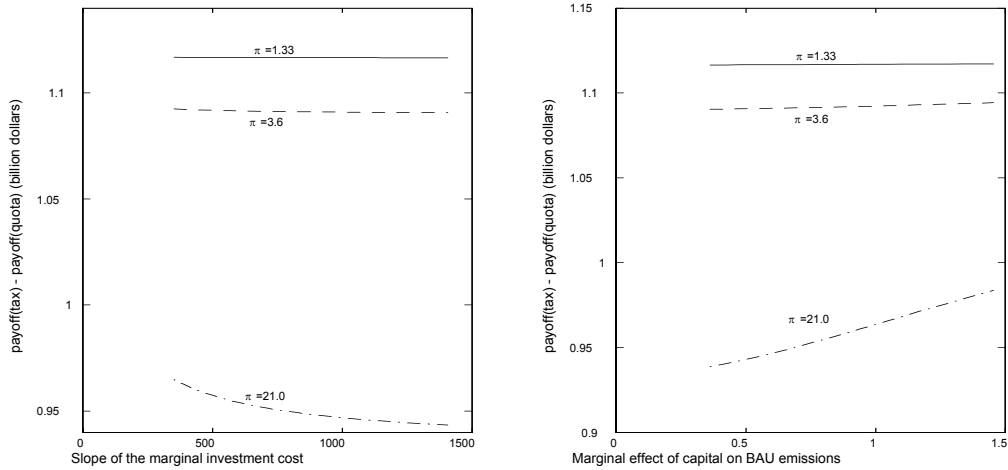 payoff(tax) - payoff(quota) (billion dollars)
1.1
1.05
1
0.95
π =1.33
π =3.6
π =21.0
0
500
1000
1500
Slope of the marginal investment cost
payoff(tax) - payoff(quota) (billion dollars)
1.15
1.1
1.05
1
0.95
0.9
π =1.33
π =3.6
π =21.0
0
0.5
1
1.5
Marginal effect of capital on BAU emissions